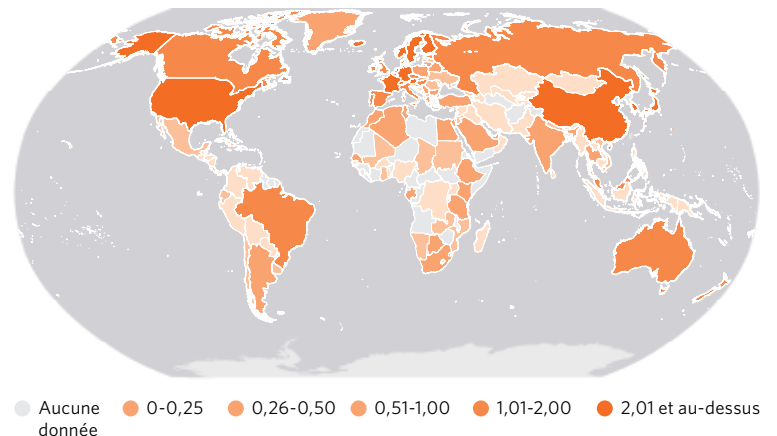 Aucune
donnée
0-0,25
0,26-0,50
0,51-1,00
1,01-2,00
2,01 et au-dessus